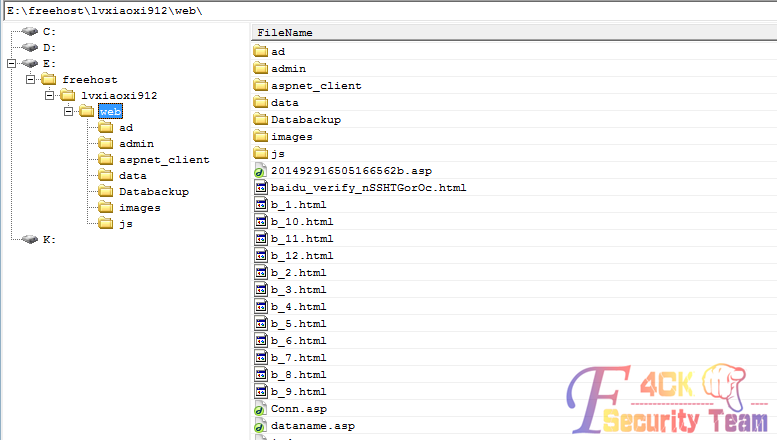 E:\freehost\lvxiaoxi912\web\
C:
D:
E:
freehost
lvxiaoxi912
web
ad
admin
aspnet_client
data
Databackup
images
js
K:
FileName
ad
admin
aspnet_client
data
Databackup
images
js
201492916505166562b.asp
baidu_verify_nSSHTGorOc.html
b_1.html
b_10.html
b_11.html
b_12.html
b_2.html
b_3.html
b_4.html
b_5.html
b_6.html
b_7.html
b_8.html
b_9.html
Conn.asp
dataname.asp
F4CK
Security Team